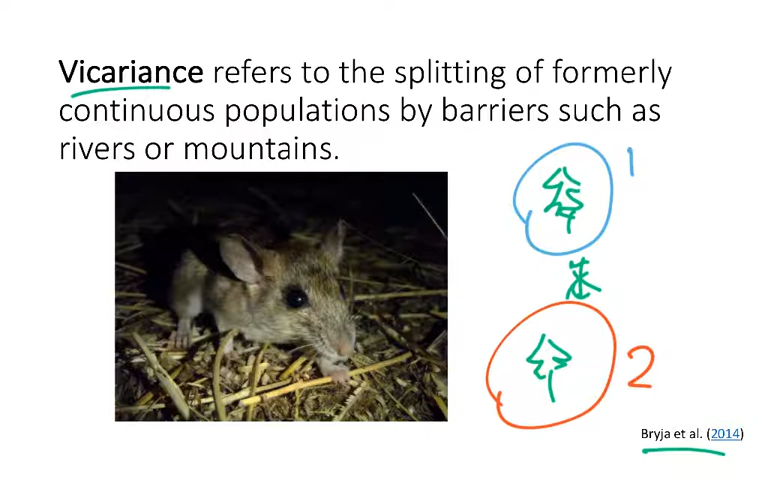 Vicariance refers to the splitting of formerly
continuous populations by barriers such as
rivers or mountains.
1
2
Bryja et al. (2014)